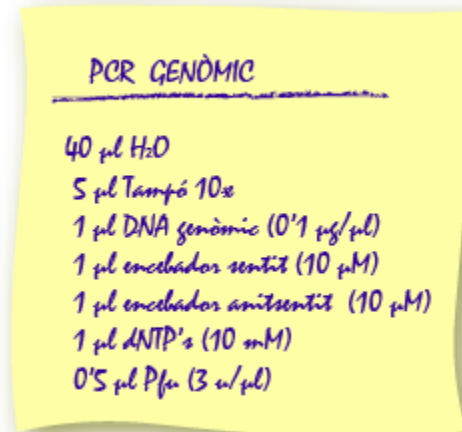 PCR GENÒMIC
40 µl H₂O
5 µl Tampó 10x
1 µl DNA genòmic (0'1 µg/µl)
1 µl encebador sentit (10 µM)
1 µl encebador anitsentit (10 µM)
1 µl dNTP's (10 mM)
0'5 µl Pfu (3 u/µl)